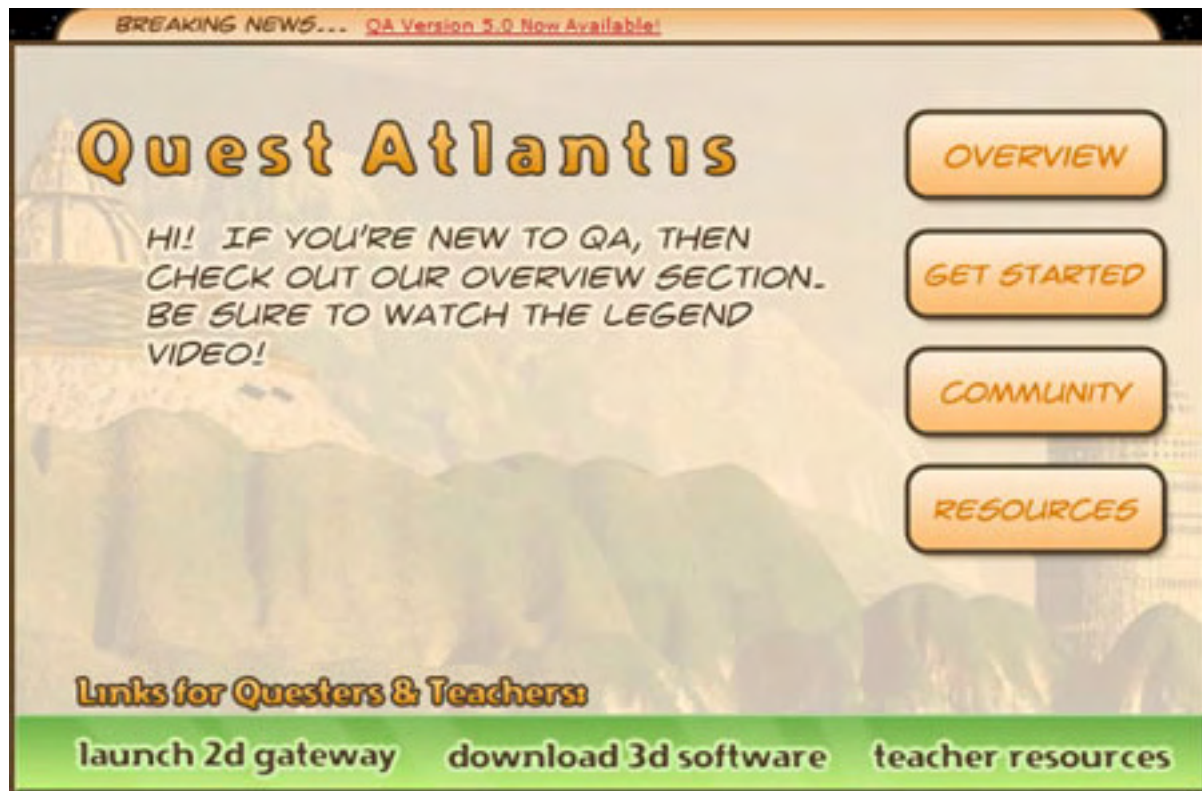 BREAKING NEWS... QA Version 5.0 Now Available!
Quest Atlantis
HI! IF YOU'RE NEW TO QA, THEN
CHECK OUT OUR OVERVIEW SECTION.
BE SURE TO WATCH THE LEGEND
VIDEO!
OVERVIEW
GET STARTED
COMMUNITY
RESOURCES
Links for Questers & Teachers:
launch 2d gateway download 3d software teacher resources